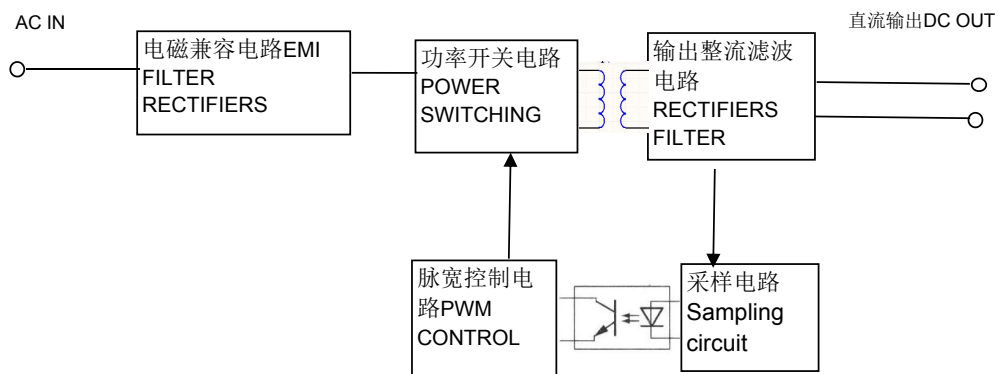 AC IN
直流输出DC OUT
电磁兼容电路EMI
FILTER
RECTIFIERS
功率开关电路
POWER
SWITCHING
输出整流滤波
电路
RECTIFIERS
FILTER
脉宽控制电
路PWM
CONTROL
采样电路
Sampling
circuit